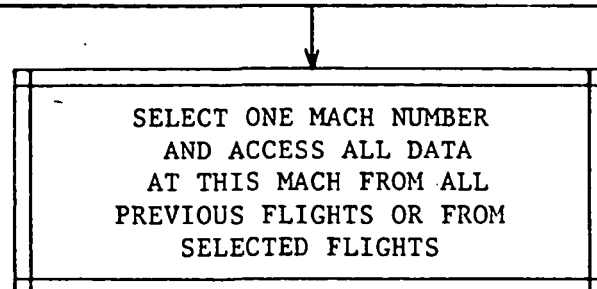 SELECT ONE MACH NUMBER
AND ACCESS ALL DATA
AT THIS MACH FROM ALL
PREVIOUS FLIGHTS OR FROM
SELECTED FLIGHTS